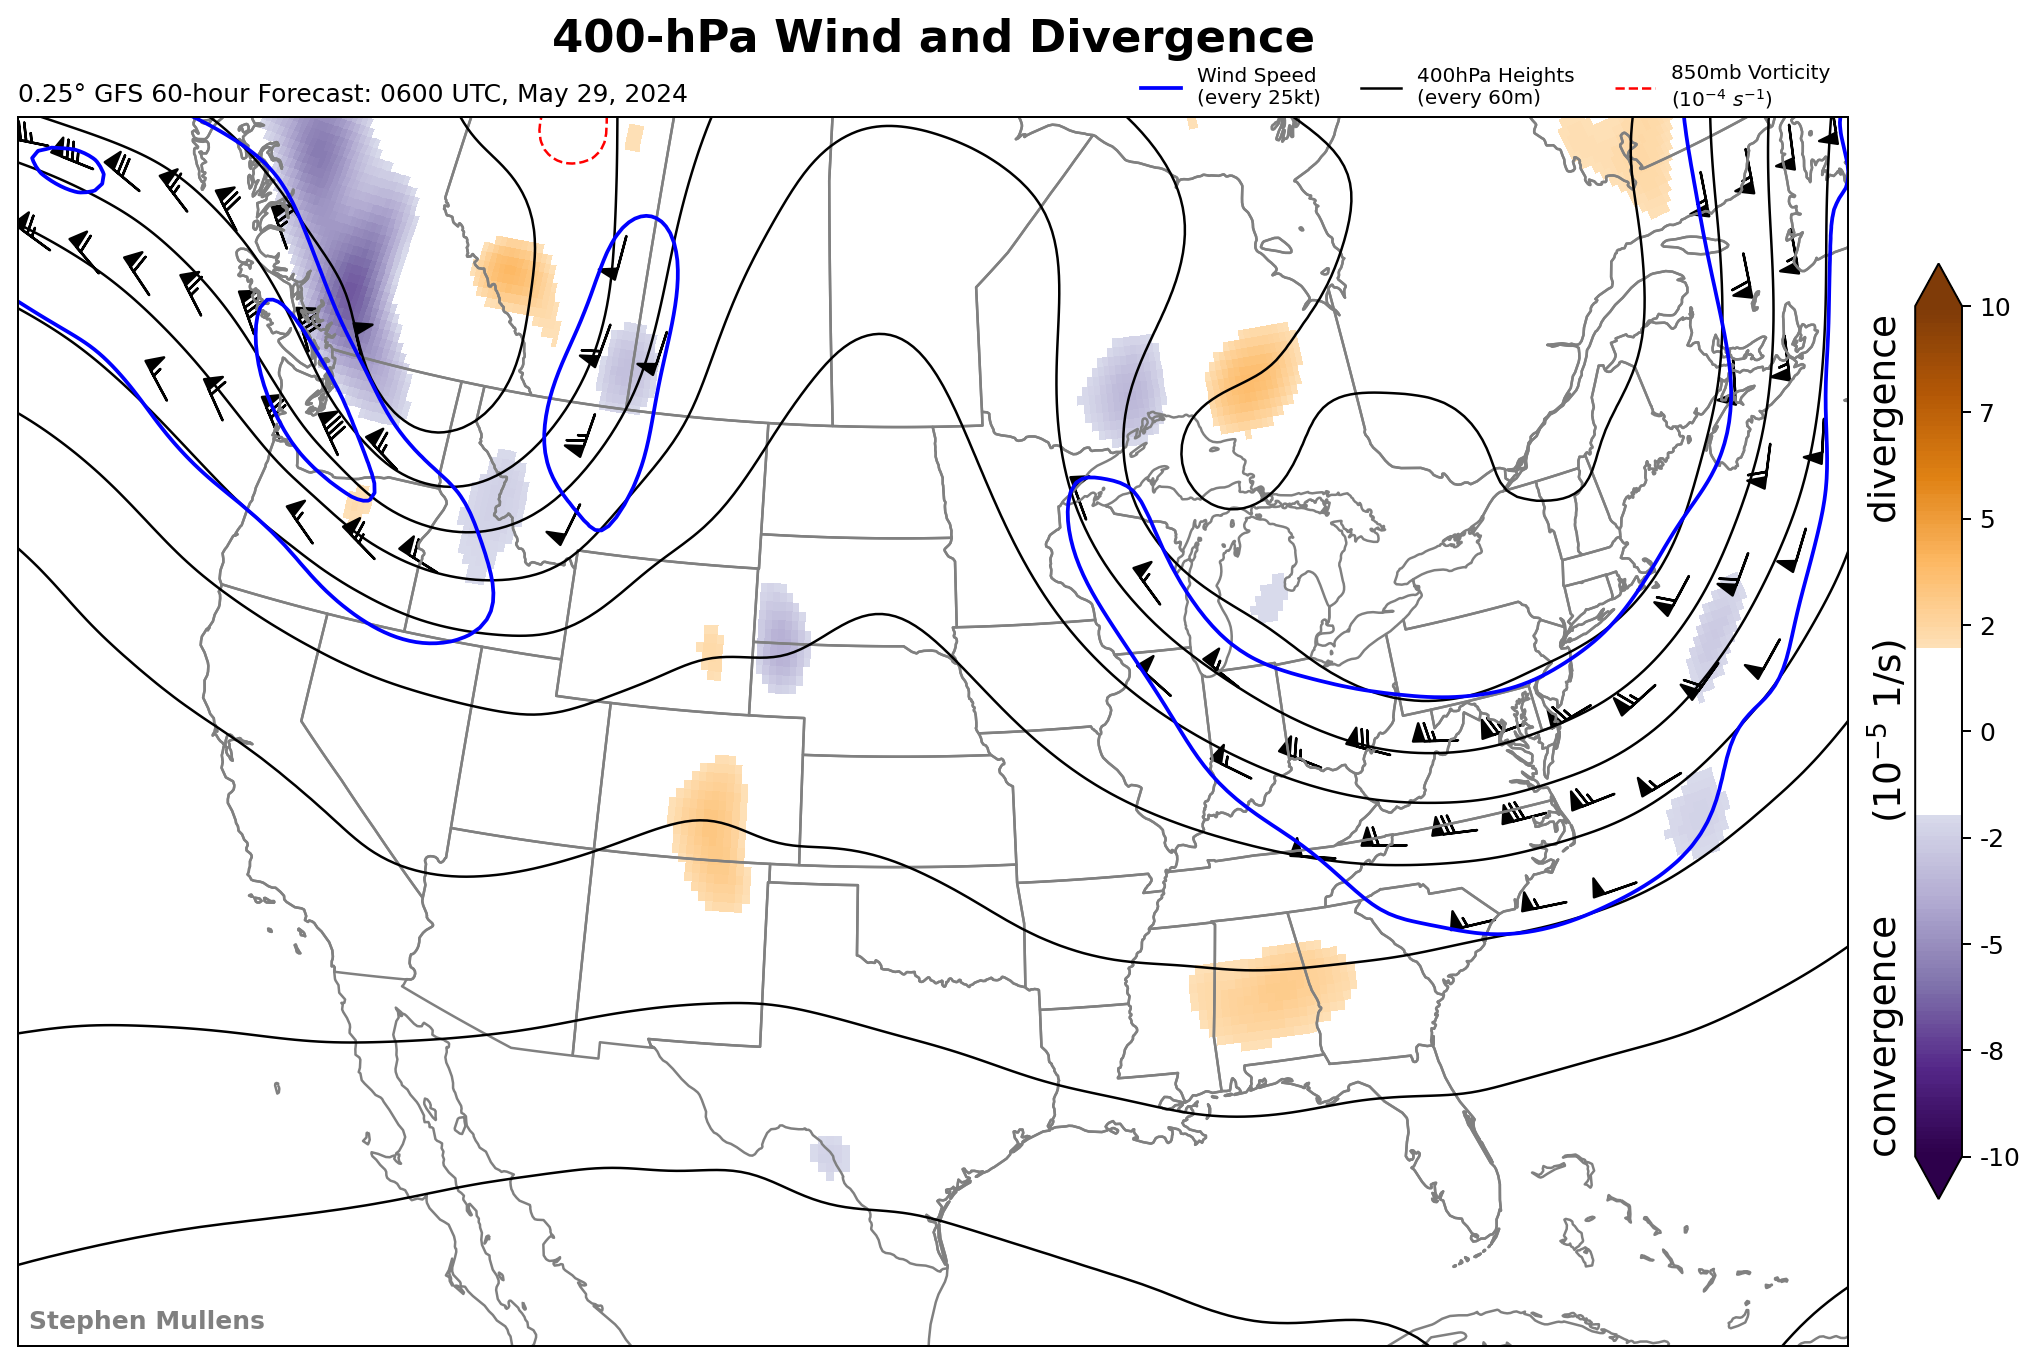 400-hPa Wind and Divergence
0.25° GFS 60-hour Forecast: 0600 UTC, May 29, 2024
Wind Speed
(every 25kt)
400hPa Heights
(every 60m)
850mb Vorticity
(10⁻⁴ s⁻¹)
10
7
5
2
0
-2
-5
-8
-10
convergence (10⁻⁵ 1/s) divergence
Stephen Mullens